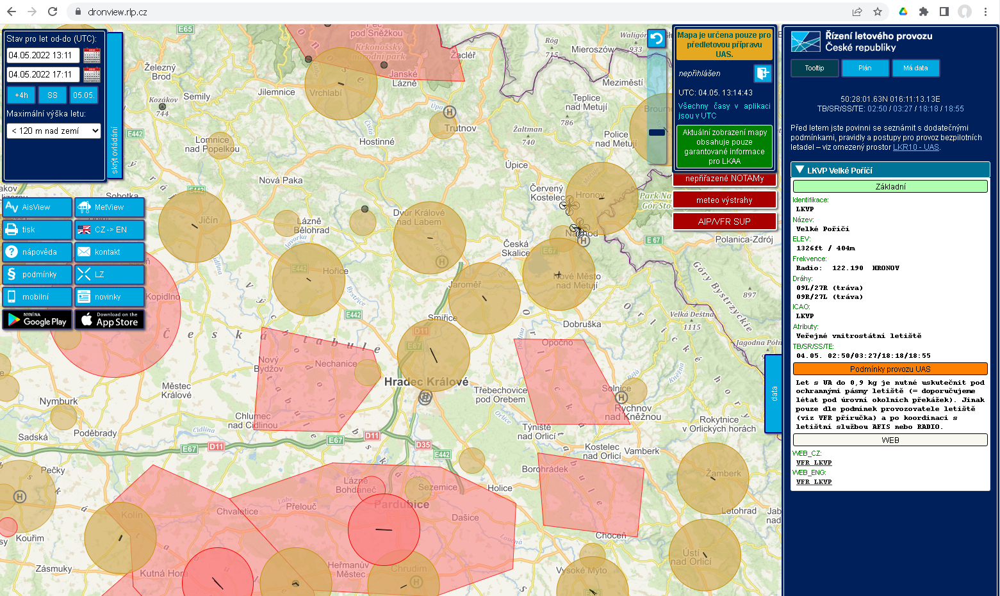 dronview.rlp.cz
Stav pro let od-do (UTC):
04.05.2022 13:11
04.05.2022 17:11
+4h
SS
05.05.
Maximální výška letu:
< 120 m nad zemí
skrýt ovládání
AisView
MetView
tisk
CZ -> EN
nápověda
kontakt
podmínky
LZ
mobilní
novinky
NYNÍ NA
Google Play
Download on the
App Store
E65
Krkonošský
národní park
Janské
Lázně
Žacléř
Róg
715
Mieroszów
933
Železný
Brod
Semily
Jilemnice
Vrchlabí
Meziměstí
Kozákov
744
Teplice
nad Metují
786
Úpa
Trutnov
E442
Lomnice
nad Popelkou
Čistá
Hostinné
Žaltman
740
Police
nad Metují
Úpice
Nová Paka
Sobotka
E442
Červený
Kostelec
Hronov
Jičín
Lázně
Bělohrad
Dvůr Králové
nad Labem
Javorka
Česká
Skalice
E67
E 67
Polanica-Zdrój
E442
Hořice
Jaroměř
Nové Město
nad Metují
Kopidlno
Bystřice
E442
Smiřice
D11
E67
Dobruška
897
Velká Deštná
1115
Góry Bystrzyckie
Česká tabule
Orlické hory
Nový
Bydžov
Nechanice
Opočno
Hradec Králové
Třebechovice
pod Orebem
Solnice
Rychnov
nad Kněžnou
Městec
Králové
Nymburk
Chlumec
nad Cidlinou
Cidlina
Poděbrady
Sadská
Orlice
Týniště
nad Orlicí
Rokytnice
v Orlických horách
E67
D11
E67
D11
D35
E442
Kostelec
nad Orlicí
Vamberk
Borohrádek
Pečky
Lázně
Bohdaneč
Sezemice
Holice
Žamberk
Kolín
Chvaletice
Labe
Přelouč
Pardubice
Dašice
Letohrad
Kouřim
Loučná
Choceň
Zásmuky
Kutná Hora
Heřmanův
Městec
Chrudim
Vysoké Mýto
Ústí
nad Orlicí
Mapa je určena pouze pro
předletovou přípravu
UAS.
nepřihlášen
UTC: 04.05. 13:14:43
Všechny časy v aplikaci
jsou v UTC
Aktuální zobrazení mapy
obsahuje pouze
garantované informace
pro LKAA
nepřiřazené NOTAMy
meteo výstrahy
AIP/VFR SUP
data
Řízení letového provozu
České republiky
Tooltip
Plán
Má data
50:28:01.63N 016:11:13.13E
TB/SR/SS/TE: 02:50 / 03:27 / 18:18 / 18:55
Před letem jste povinni se seznámit s dodatečnými
podmínkami, pravidly a postupy pro provoz bezpilotních
letadel – viz omezený prostor LKR10 - UAS.
LKVP Velké Poříčí
Základní
Identifikace:
LKVP
Název:
Velké Poříčí
ELEV:
1326ft / 404m
Frekvence:
Radio: 122.190 HRONOV
Dráhy:
09L/27R (tráva)
09R/27L (tráva)
ICAO:
LKVP
Atributy:
Veřejné vnitrostátní letiště
TB/SR/SS/TE:
04.05. 02:50/03:27/18:18/18:55
Podmínky provozu UAS
Let s UA do 0,9 kg je nutné uskutečnit pod
ochrannými pásmy letiště (= doporučujeme
létat pod úrovní okolních překážek). Jinak
pouze dle podmínek provozovatele letiště
(viz VFR příručka) a po koordinaci s
letištní službou AFIS nebo RADIO.
WEB
WEB_CZ:
VFR LKVP
WEB_ENG:
VFR LKVP